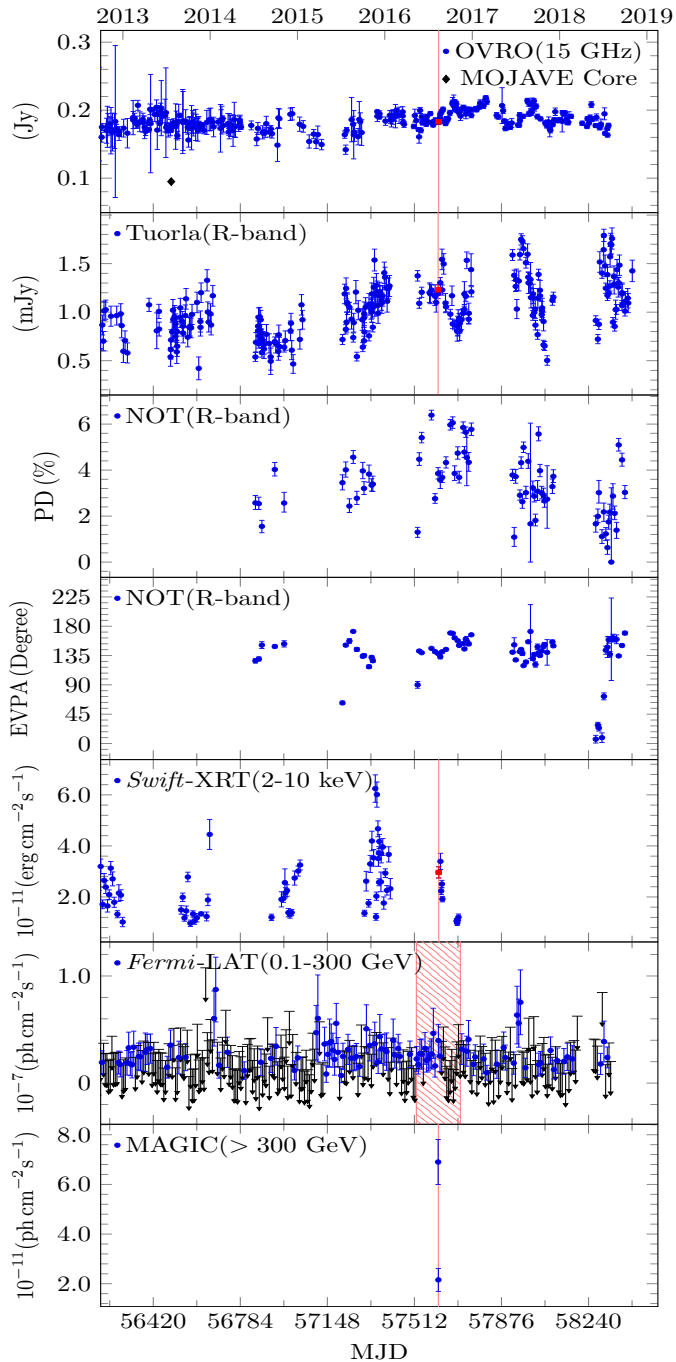 2013 2014 2015 2016 2017 2018 2019
0.3
0.2
0.1
(Jy)
OVRO(15 GHz)
MOJAVE Core
1.5
1.0
0.5
(mJy)
Tuorla(R-band)
6
4
2
0
PD (%)
NOT(R-band)
225
180
135
90
45
0
EVPA (Degree)
NOT(R-band)
6.0
4.0
2.0
10⁻¹¹(erg cm⁻²s⁻¹)
Swift-XRT(2-10 keV)
1.0
0
10⁻⁷(ph cm⁻²s⁻¹)
Fermi-LAT(0.1-300 GeV)
8.0
6.0
4.0
2.0
10⁻¹¹(ph cm⁻²s⁻¹)
MAGIC(> 300 GeV)
56420 56784 57148 57512 57876 58240
MJD